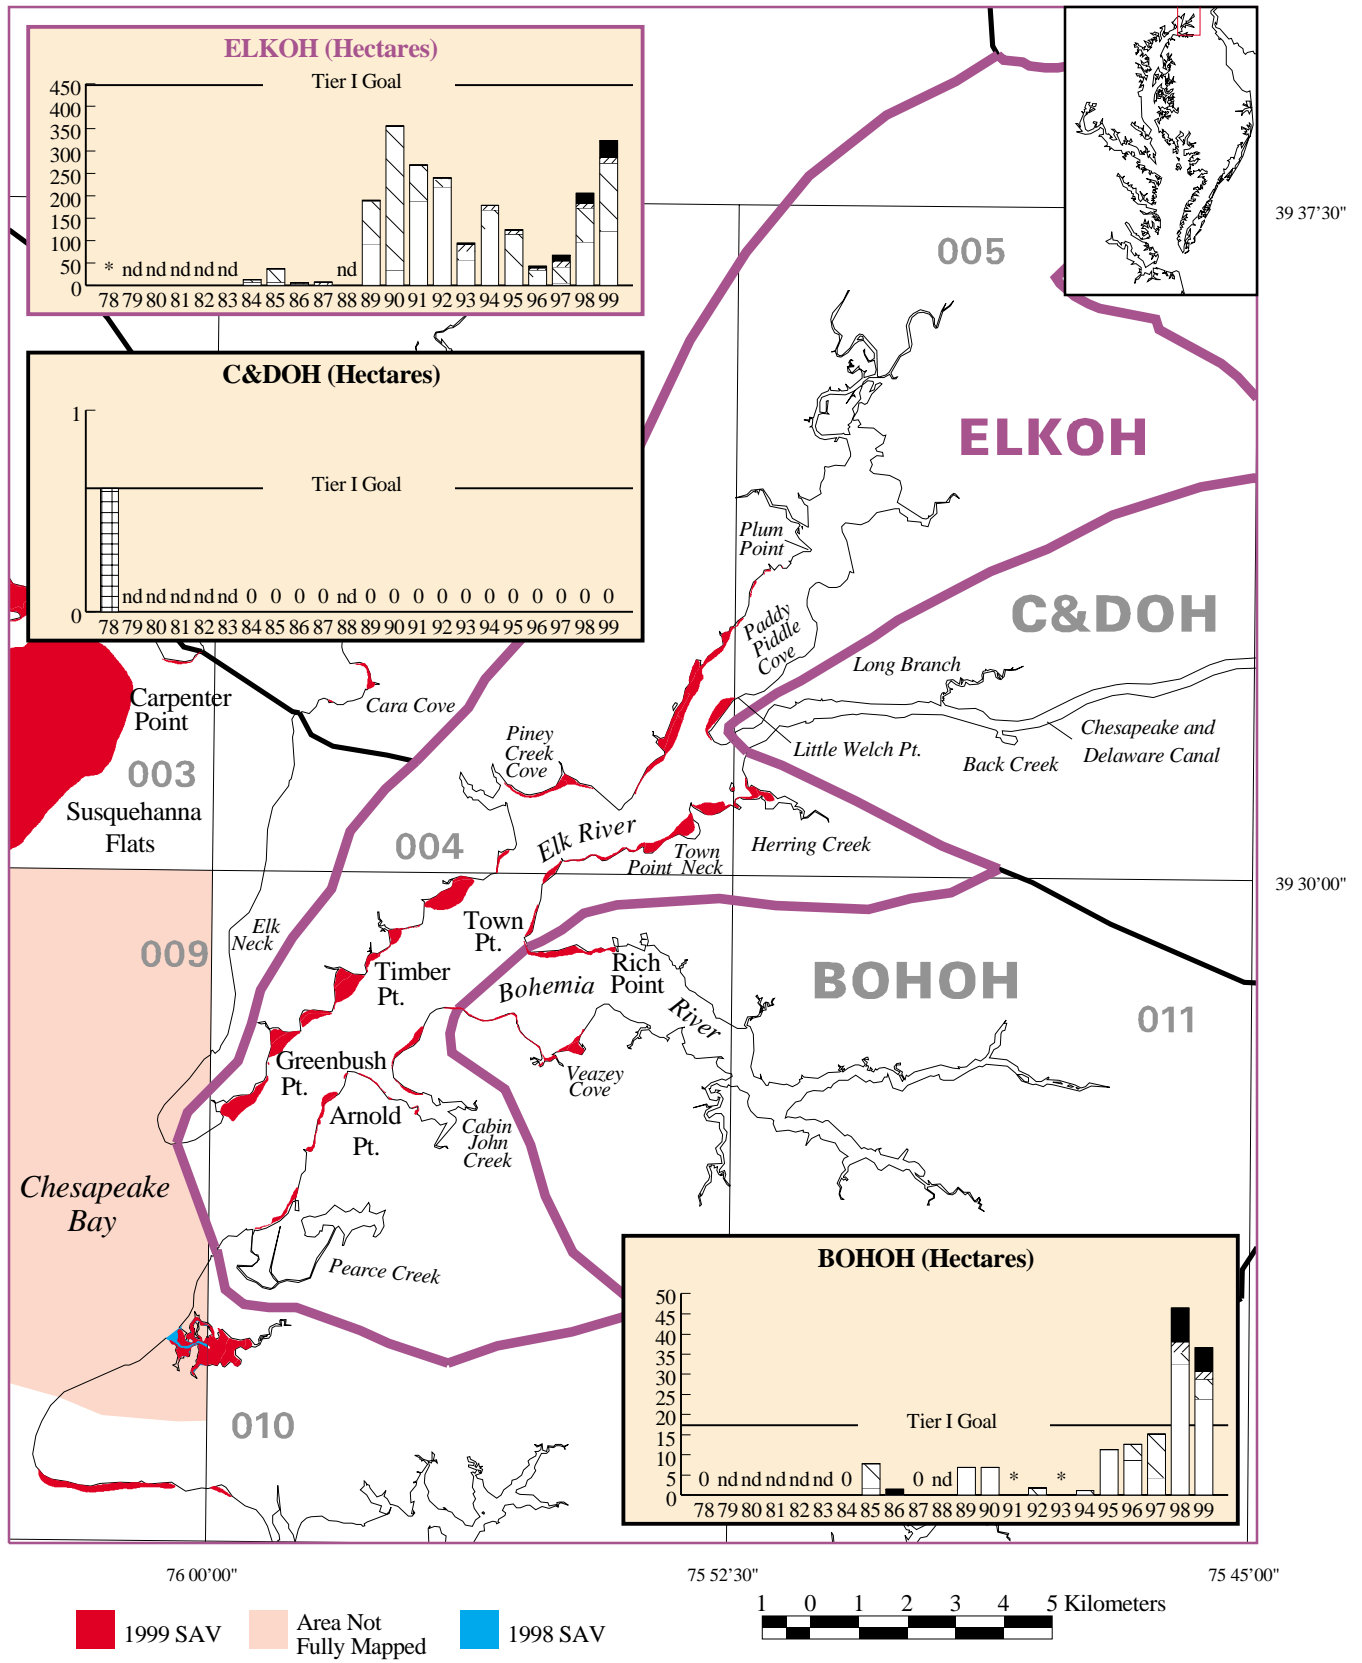 ELKOH (Hectares)
Tier I Goal
450
400
350
300
250
200
150
100
50
0
* nd nd nd nd nd nd
78 79 80 81 82 83 84 85 86 87 88 89 90 91 92 93 94 95 96 97 98 99
39 37'30"
005
C&DOH (Hectares)
1
Tier I Goal
nd nd nd nd nd 0 0 0 0 nd 0 0 0 0 0 0 0 0 0 0 0
0
78 79 80 81 82 83 84 85 86 87 88 89 90 91 92 93 94 95 96 97 98 99
ELKOH
Plum
Point
Paddy
Piddle
Cove
C&DOH
Long Branch
Carpenter
Point
Cara Cove
Piney
Creek
Cove
Little Welch Pt.
Back Creek
Chesapeake and
Delaware Canal
003
Susquehanna
Flats
004
Elk River
Town
Point Neck
Herring Creek
39 30'00"
Elk
Neck
009
Town
Pt.
Timber
Pt.
Bohemia
River
Rich
Point
BOHOH
011
Greenbush
Pt.
Veazey
Cove
Arnold
Pt.
Cabin
John
Creek
Chesapeake
Bay
Pearce Creek
010
BOHOH (Hectares)
50
45
40
35
30
25
20
15
10
5
0
Tier I Goal
0 nd nd nd nd nd 0 0 nd * *
78 79 80 81 82 83 84 85 86 87 88 89 90 91 92 93 94 95 96 97 98 99
76 00'00"
75 52'30"
75 45'00"
1999 SAV
Area Not
Fully Mapped
1998 SAV
1 0 1 2 3 4 5 Kilometers